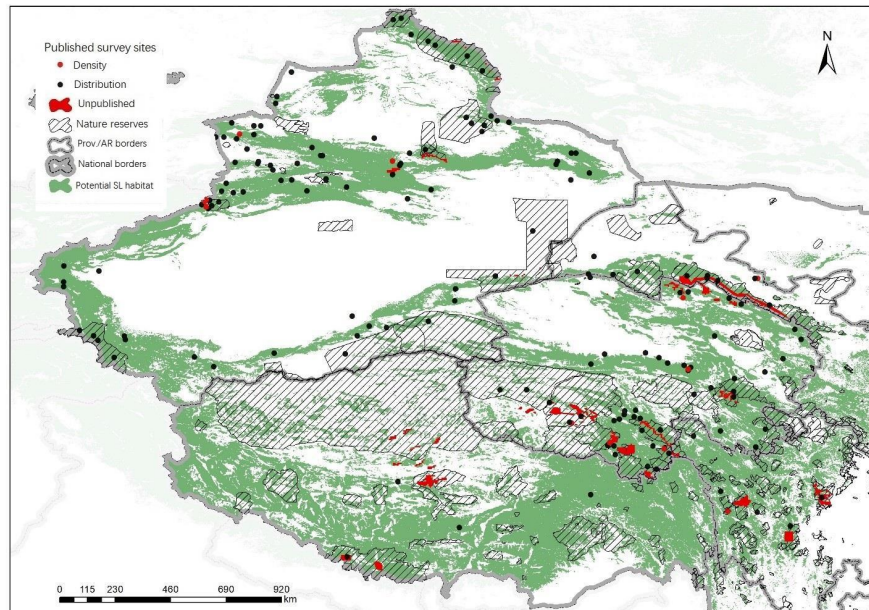 N
Published survey sites
Density
Distribution
Unpublished
Nature reserves
Prov./AR borders
National borders
Potential SL habitat
0 115 230 460 690 920
km